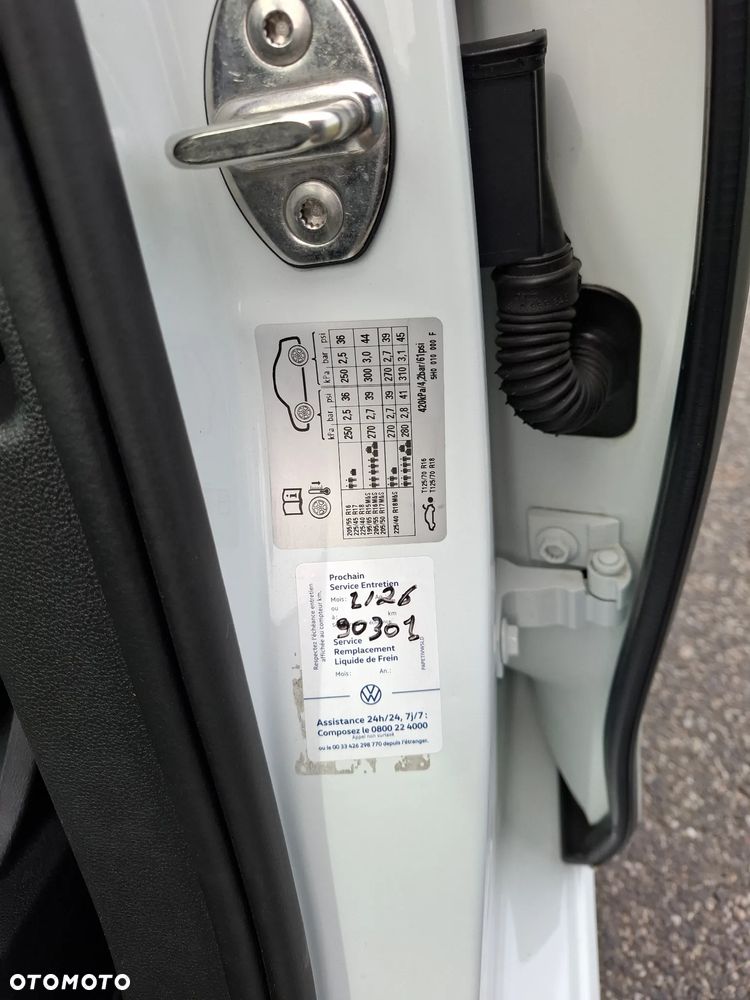 kPa bar psi kPa bar psi
205/55 R16
225/45 R17
225/40 R18
195/65 R15 M&S
205/55 R16 M&S
205/50 R17 M&S
250 2,5 36 250 2,5 36
270 2,7 39 300 3,0 44
225/40 R18 M&S
270 2,7 39 270 2,7 39
280 2,8 41 310 3,1 45
T125/70 R16
T125/70 R18
420kPa/4,2bar/61psi
5H0 010 000 F
Prochain
Service Entretien
Mois:
ou
km
90301
Service
Remplacement
Liquide de Frein
Mois: An.:
Respectez l'échéance entretien
affichée au compteur km.
Assistance 24h/24, 7j/7 :
Composez le 0800 22 4000
Appel non surtaxé
ou le 00 33 426 298 770 depuis l'étranger.
OTOMOTO